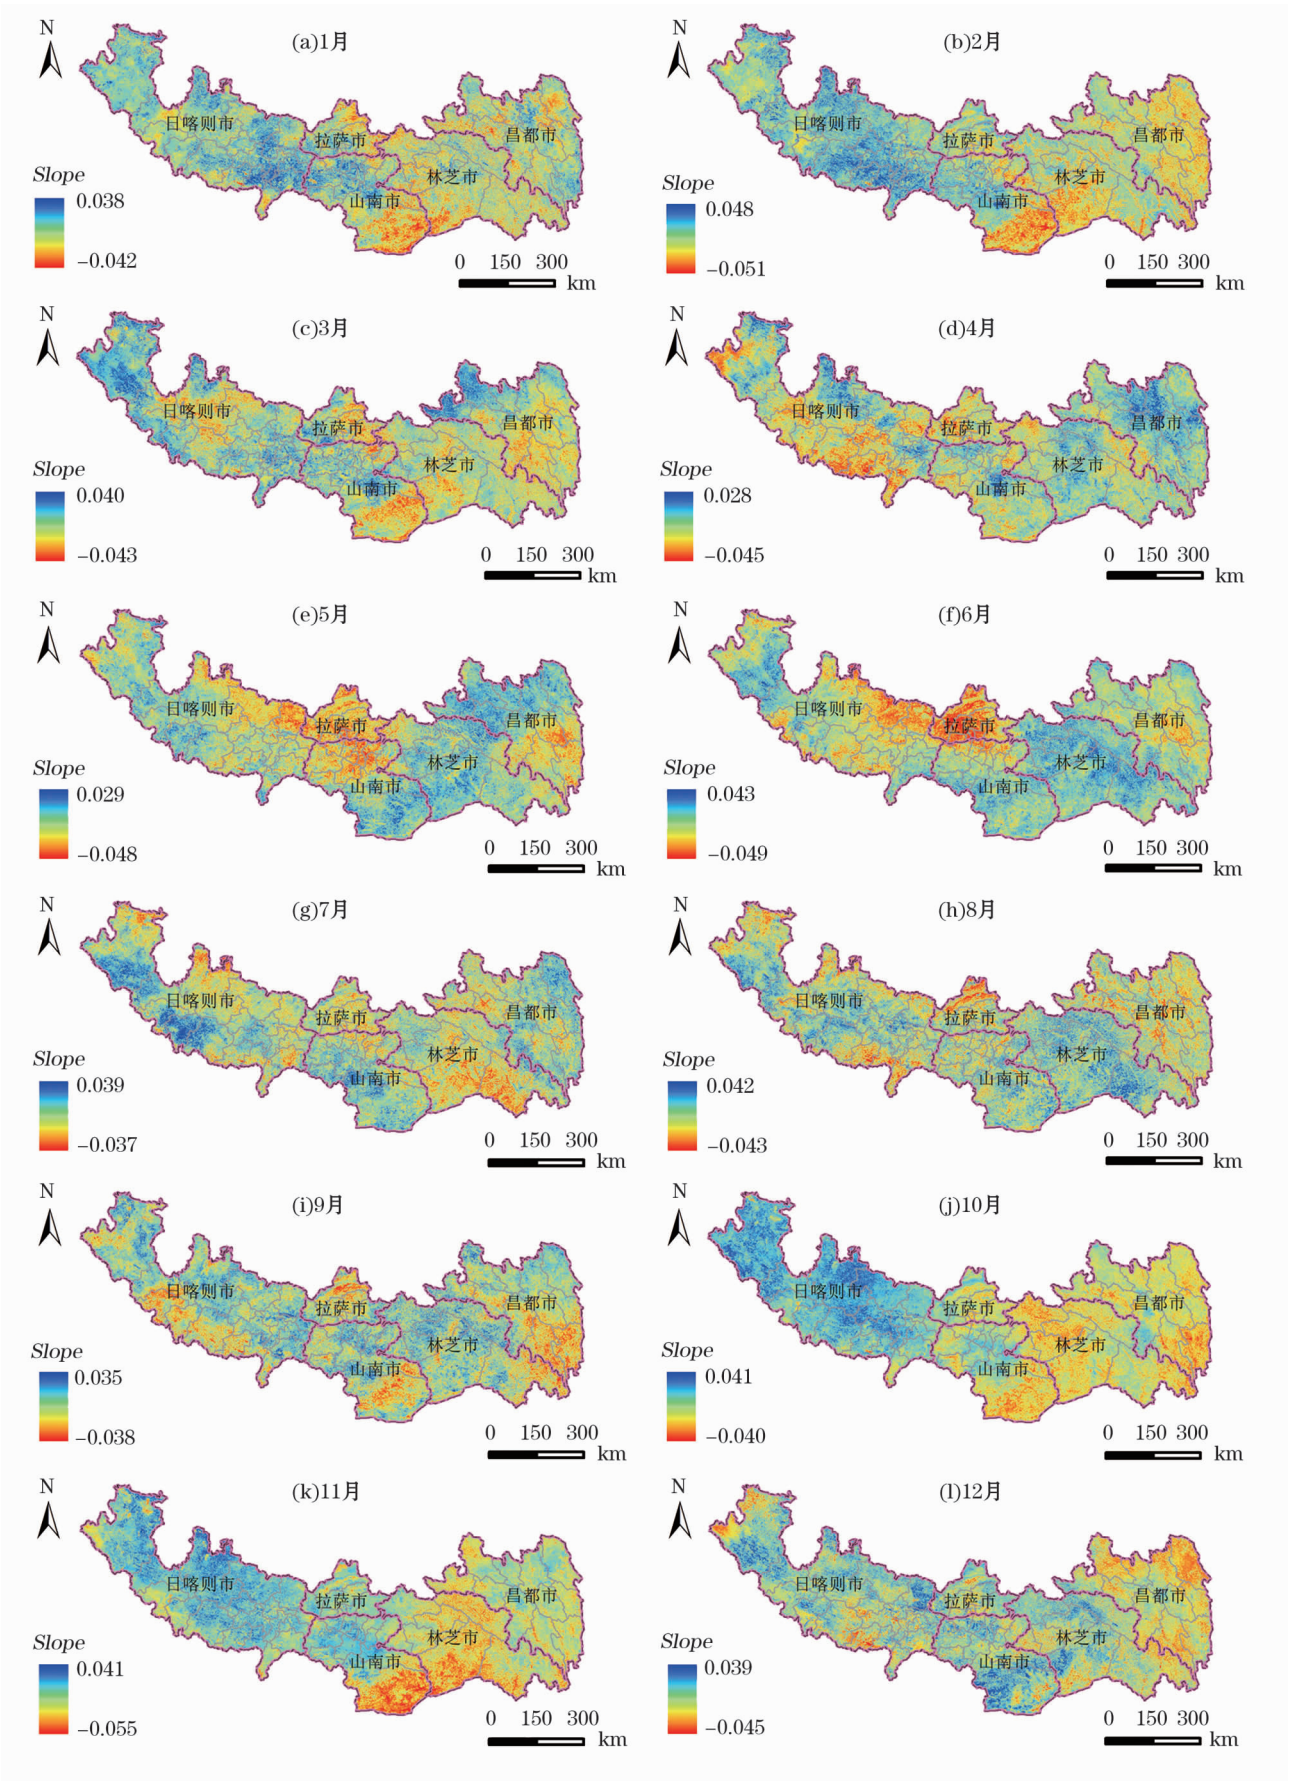 N
(a)1月
日喀则市
拉萨市
昌都市
林芝市
山南市
Slope
0.038
−0.042
0 150 300
km
N
(b)2月
日喀则市
拉萨市
昌都市
林芝市
山南市
Slope
0.048
−0.051
0 150 300
km
N
(c)3月
日喀则市
拉萨市
昌都市
林芝市
山南市
Slope
0.040
−0.043
0 150 300
km
N
(d)4月
日喀则市
拉萨市
昌都市
林芝市
山南市
Slope
0.028
−0.045
0 150 300
km
N
(e)5月
日喀则市
拉萨市
昌都市
林芝市
山南市
Slope
0.029
−0.048
0 150 300
km
N
(f)6月
日喀则市
拉萨市
昌都市
林芝市
山南市
Slope
0.043
−0.049
0 150 300
km
N
(g)7月
日喀则市
拉萨市
昌都市
林芝市
山南市
Slope
0.039
−0.037
0 150 300
km
N
(h)8月
日喀则市
拉萨市
昌都市
林芝市
山南市
Slope
0.042
−0.043
0 150 300
km
N
(i)9月
日喀则市
拉萨市
昌都市
林芝市
山南市
Slope
0.035
−0.038
0 150 300
km
N
(j)10月
日喀则市
拉萨市
昌都市
林芝市
山南市
Slope
0.041
−0.040
0 150 300
km
N
(k)11月
日喀则市
拉萨市
昌都市
林芝市
山南市
Slope
0.041
−0.055
0 150 300
km
N
(l)12月
日喀则市
拉萨市
昌都市
林芝市
山南市
Slope
0.039
−0.045
0 150 300
km